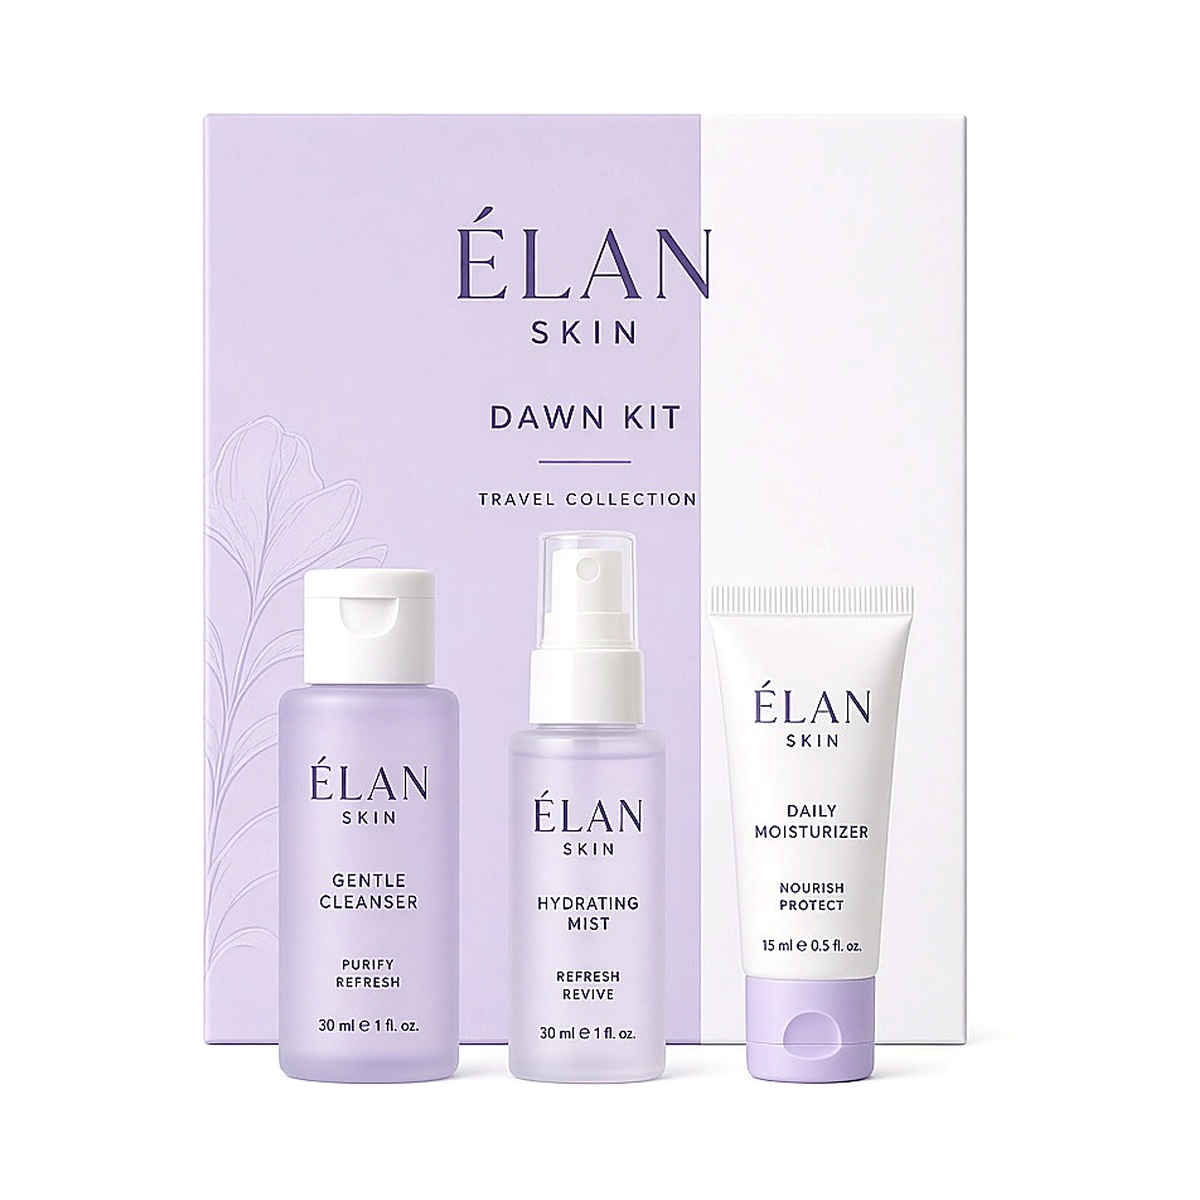 ÉLAN
SKIN
DAWN KIT
TRAVEL COLLECTION
ÉLAN
SKIN
GENTLE
CLEANSER
PURIFY
REFRESH
30 ml e 1 fl. oz.
ÉLAN
SKIN
HYDRATING
MIST
REFRESH
REVIVE
30 ml e 1 fl. oz.
ÉLAN
SKIN
DAILY
MOISTURIZER
NOURISH
PROTECT
15 ml e 0.5 fl. oz.